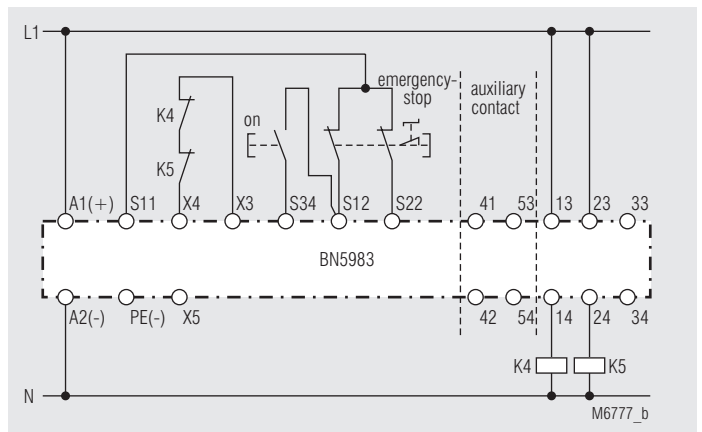 L1
emergency-
stop
auxiliary
contact
K4
on
K5
A1(+) S11 X4 X3 S34 S12 S22 41 53 13 23 33
BN5983
A2(-) PE(-) X5 42 54 14 24 34
K4 K5
N
M6777_b